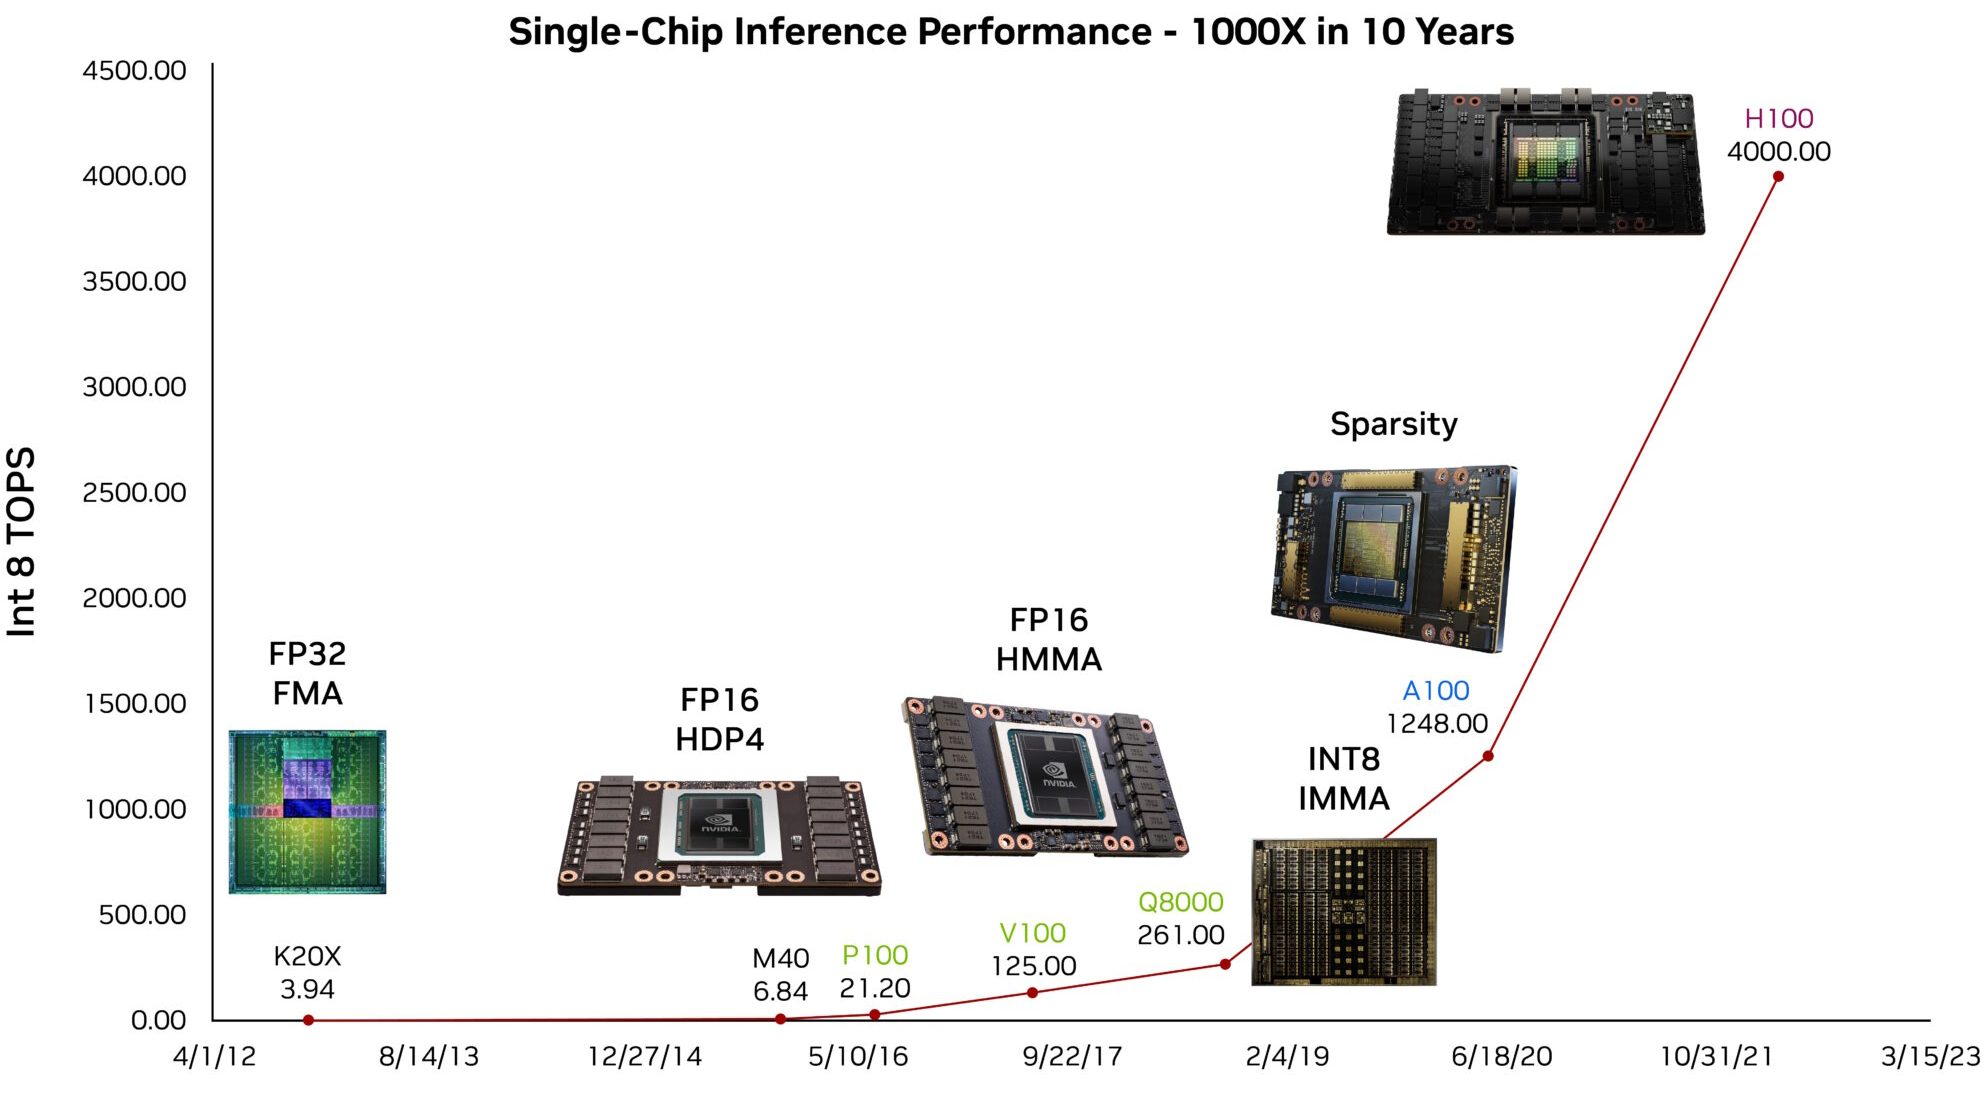 Single-Chip Inference Performance - 1000X in 10 Years
Int 8 TOPS
4500.00
4000.00
3500.00
3000.00
2500.00
2000.00
1500.00
1000.00
500.00
0.00
4/1/12
8/14/13
12/27/14
5/10/16
9/22/17
2/4/19
6/18/20
10/31/21
3/15/23
FP32
FMA
K20X
3.94
FP16
HDP4
NVIDIA.
M40
6.84
P100
21.20
FP16
HMMA
NVIDIA.
V100
125.00
Q8000
261.00
INT8
IMMA
Sparsity
A100
1248.00
H100
4000.00